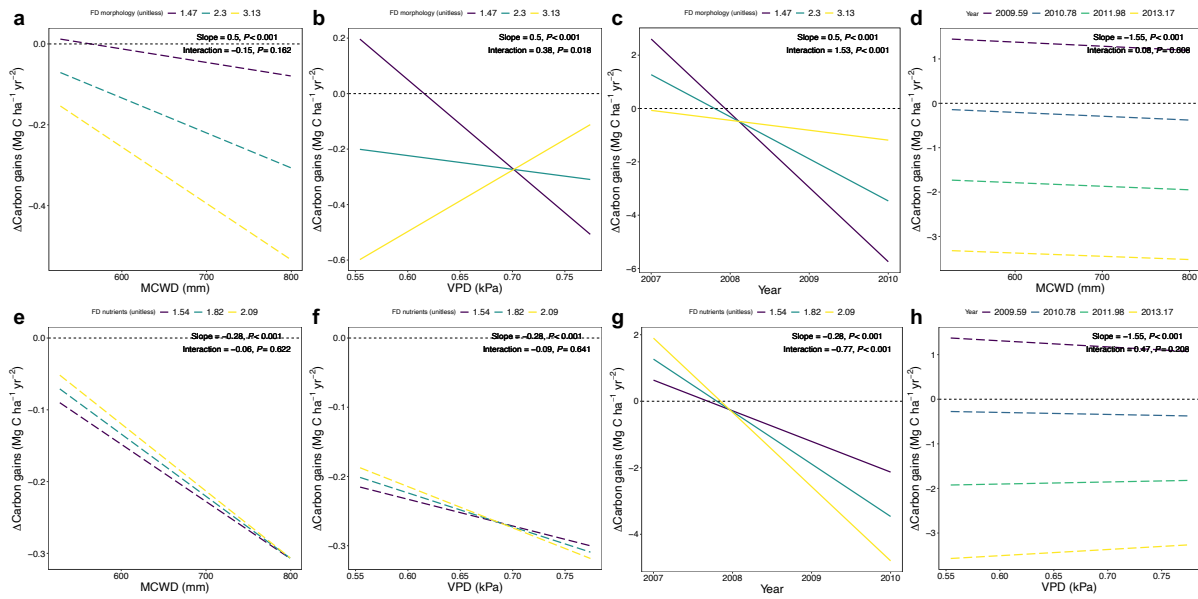 a
FD morphology (unitless) 1.47 2.3 3.13
Slope = 0.5, P< 0.001
Interaction = −0.15, P= 0.162
0.0
−0.2
−0.4
ΔCarbon gains (Mg C ha−1 yr−2)
600 700 800
MCWD (mm)
b
FD morphology (unitless) 1.47 2.3 3.13
Slope = 0.5, P< 0.001
Interaction = 0.38, P= 0.018
0.2
0.0
−0.2
−0.4
−0.6
ΔCarbon gains (Mg C ha−1 yr−2)
0.55 0.60 0.65 0.70 0.75
VPD (kPa)
c
FD morphology (unitless) 1.47 2.3 3.13
Slope = 0.5, P< 0.001
Interaction = 1.53, P< 0.001
2
0
−2
−4
−6
ΔCarbon gains (Mg C ha−1 yr−2)
2007 2008 2009 2010
Year
d
Year 2009.59 2010.78 2011.98 2013.17
Slope = −1.55, P< 0.001
1
0
−1
−2
−3
ΔCarbon gains (Mg C ha−1 yr−2)
600 700 800
MCWD (mm)
e
FD nutrients (unitless) 1.54 1.82 2.09
Slope = −0.28, P< 0.001
Interaction = −0.06, P= 0.622
0.0
−0.1
−0.2
−0.3
ΔCarbon gains (Mg C ha−1 yr−2)
600 700 800
MCWD (mm)
f
FD nutrients (unitless) 1.54 1.82 2.09
Slope = −0.28, P< 0.001
Interaction = −0.09, P= 0.641
0.0
−0.1
−0.2
−0.3
ΔCarbon gains (Mg C ha−1 yr−2)
0.55 0.60 0.65 0.70 0.75
VPD (kPa)
g
FD nutrients (unitless) 1.54 1.82 2.09
Slope = −0.28, P< 0.001
Interaction = −0.77, P< 0.001
2
0
−2
−4
ΔCarbon gains (Mg C ha−1 yr−2)
2007 2008 2009 2010
Year
h
Year 2009.59 2010.78 2011.98 2013.17
Slope = −1.55, P< 0.001
Interaction = 0.47, P= 0.208
1
0
−1
−2
−3
ΔCarbon gains (Mg C ha−1 yr−2)
0.55 0.60 0.65 0.70 0.75
VPD (kPa)